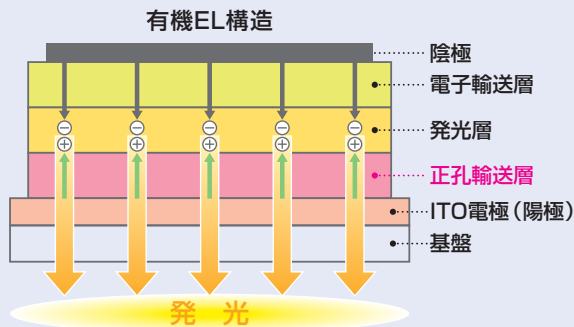 有機EL構造
陰極
電子輸送層
発光層
正孔輸送層
ITO電極（陽極）
基盤
発光